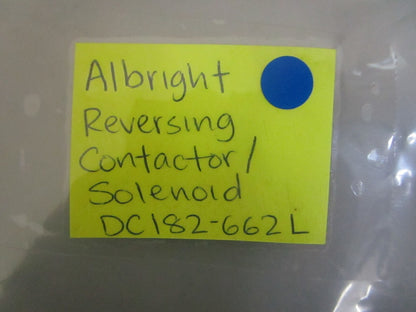 Albright
Reversing
Contactor/
Solenoid
DC182-662L